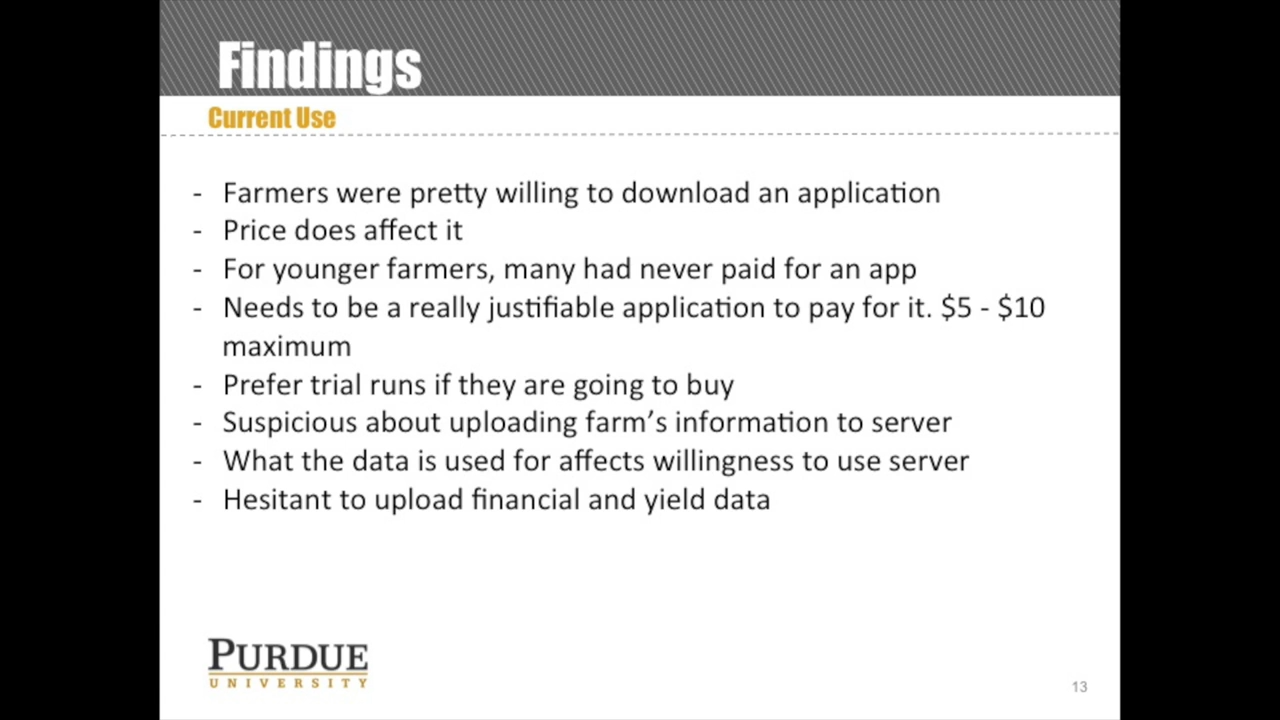 Findings
Current Use
- Farmers were pretty willing to download an application
- Price does affect it
- For younger farmers, many had never paid for an app
- Needs to be a really justifiable application to pay for it. $5 - $10
maximum
- Prefer trial runs if they are going to buy
- Suspicious about uploading farm’s information to server
- What the data is used for affects willingness to use server
- Hesitant to upload financial and yield data
PURDUE
UNIVERSITY
13